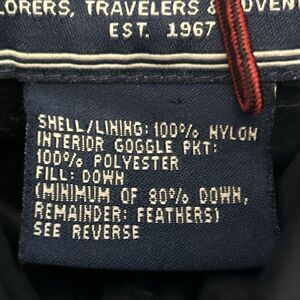 LORERS, TRAVELERS &
EST. 1967
SHELL/LINING: 100% NYLON
INTERIOR GOGGLE PKT:
100% POLYESTER
FILL: DOWN
(MINIMUM OF 80% DOWN,
REMAINDER: FEATHERS)
SEE REVERSE